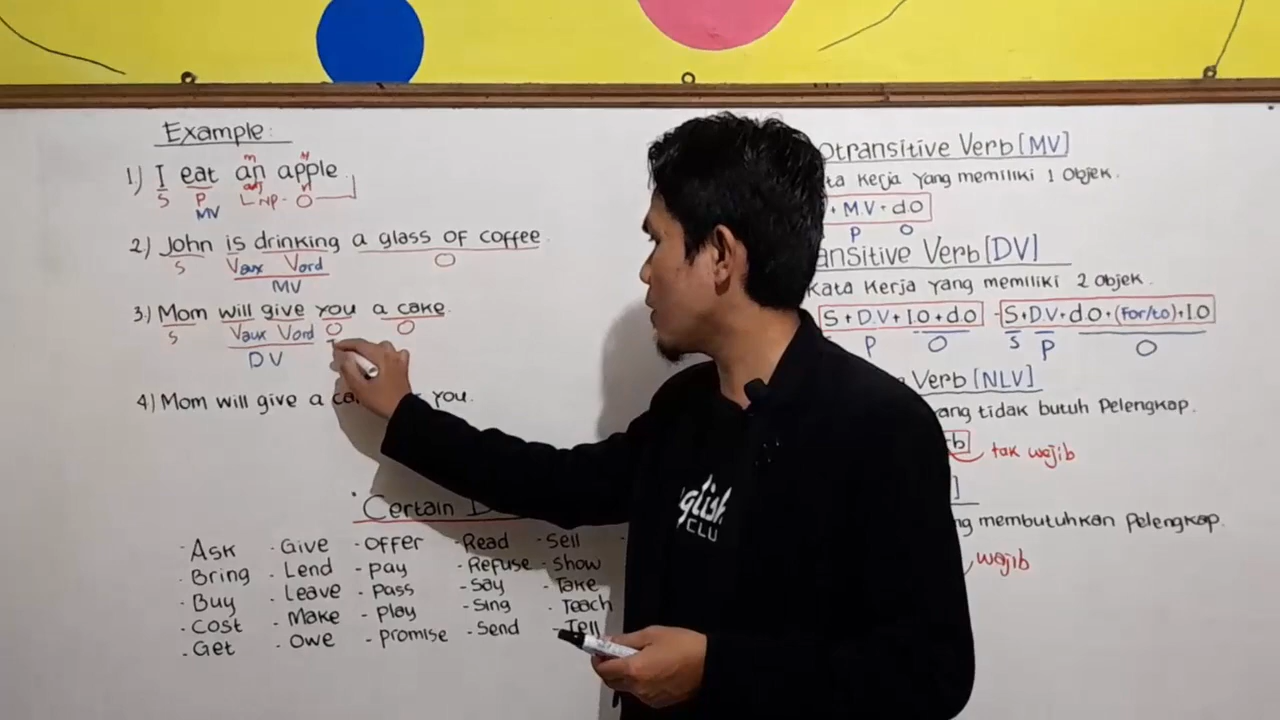 Example:
m M
1) I eat an apple.
S P adj n
MV NP - O
2) John is drinking a glass of coffee.
S Vaux Vord O
MV
3) Mom will give you a cake.
S Vaux Vord O O
DV
4) Mom will give a you.
Certain
- Ask - Give - Offer - Read - Sell
- Bring - Lend - pay - Refuse - Show
- Buy - Leave - Pass - Say - Take
- Cost - Make - Play - Sing - Teach
- Get - Owe - Promise - Send - Tell
Verb [MV]
Kerja yang memiliki 1 Objek.
+ M.V + d.O
P O
Verb [DV]
kata kerja yang memiliki 2 objek.
S + D.V + I.O + d.O - S + D.V + d.O + (for/to) + I.O
P O S P O
Verb [NLV]
yang tidak butuh Pelengkap.
tak wajib
membutuhkan Pelengkap.
wajib
CLU